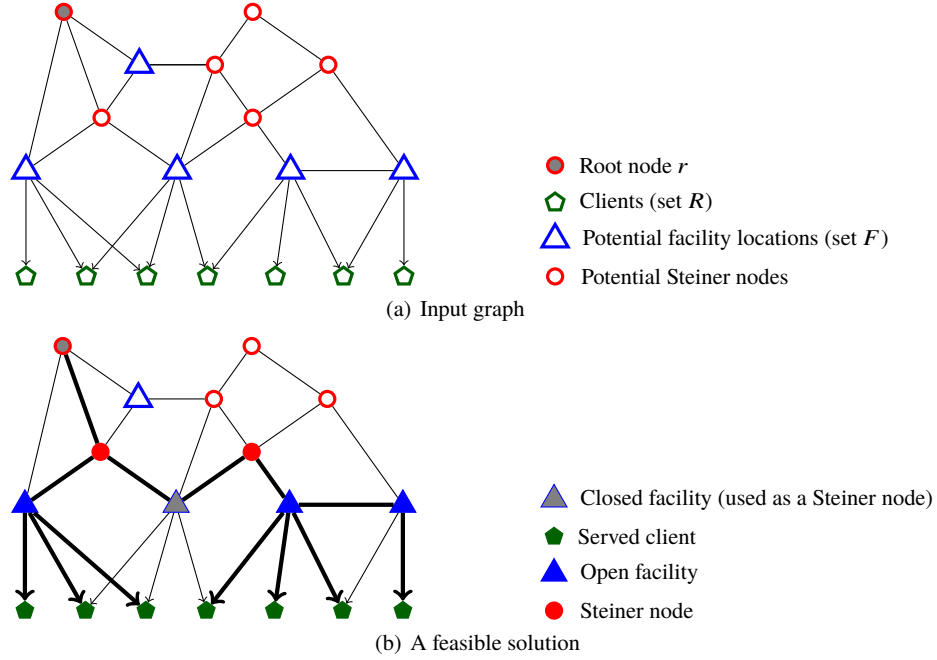 Root node r
Clients (set R)
Potential facility locations (set F)
Potential Steiner nodes
(a) Input graph
Closed facility (used as a Steiner node)
Served client
Open facility
Steiner node
(b) A feasible solution